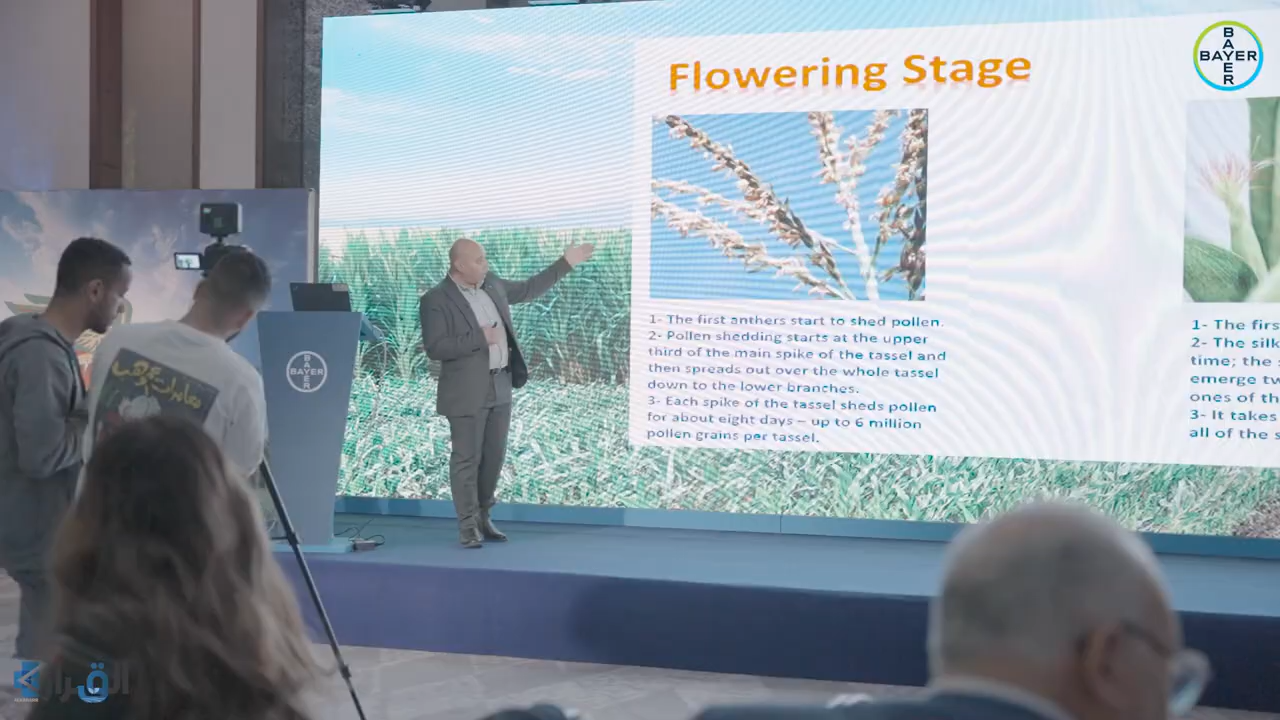 Flowering Stage
BAYER
BAYER
1- The first anthers start to shed pollen.
2- Pollen shedding starts at the upper
third of the main spike of the tassel and
then spreads out over the whole tassel
down to the lower branches.
3- Each spike of the tassel sheds pollen
for about eight days – up to 6 million
pollen grains per tassel.
1- The firs
2- The silk
time; the
emerge tw
ones of th
3- It takes
all of the s
BAYER
BAYER
القرار